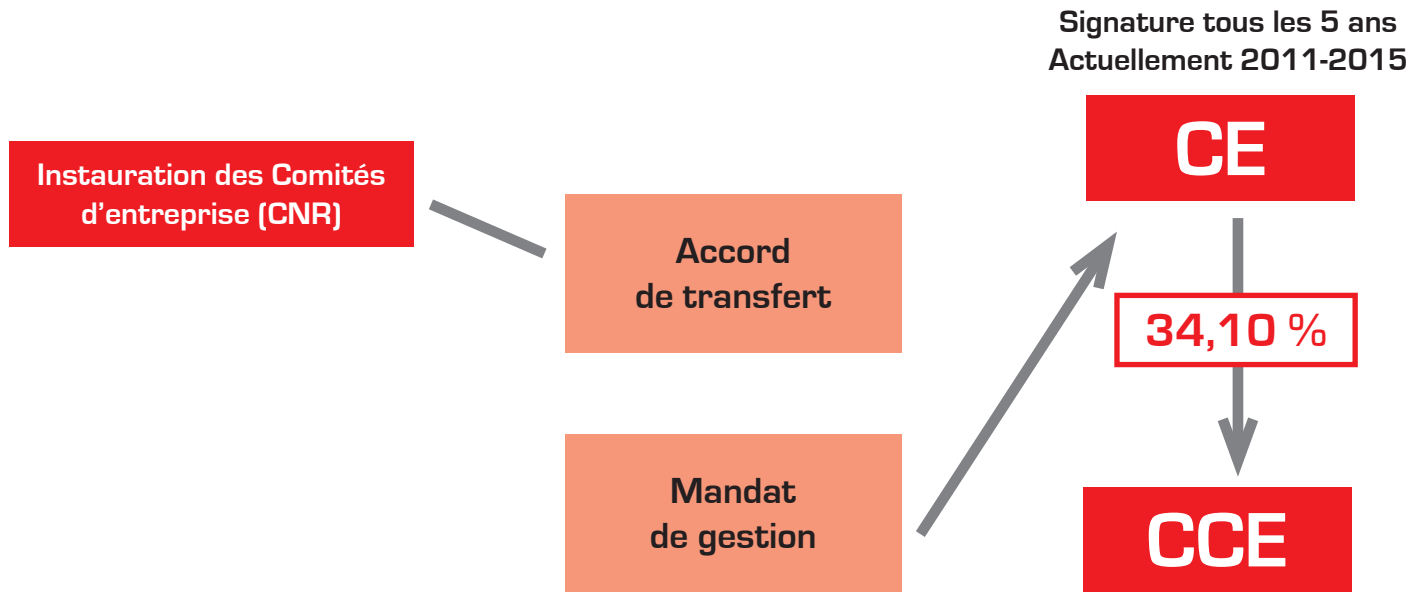 Signature tous les 5 ans
Actuellement 2011-2015
CE
Instauration des Comités
d'entreprise (CNR)
Accord
de transfert
34,10 %
Mandat
de gestion
CCE